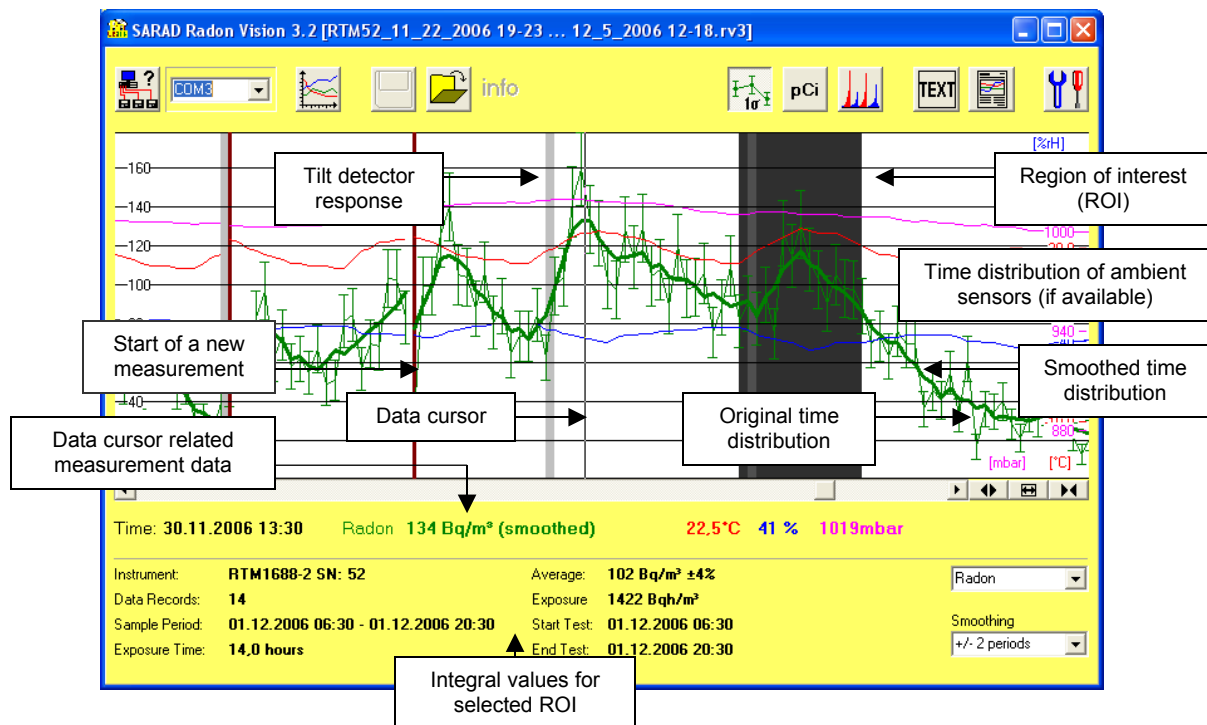 SARAD Radon Vision 3.2 [RTM52_11_22_2006 19-23 ... 12_5_2006 12-18.rv3]
COM3
info
1σ
pCi
TEXT
[%rH]
160
140
120
100
40
1000
940
880
[mbar] [°C]
Tilt detector
response
Region of interest
(ROI)
Time distribution of ambient
sensors (if available)
Start of a new
measurement
Smoothed time
distribution
Data cursor
Original time
distribution
Data cursor related
measurement data
Time: 30.11.2006 13:30 Radon 134 Bq/m³ (smoothed) 22,5°C 41 % 1019mbar
Instrument: RTM1688-2 SN: 52 Average: 102 Bq/m³ ±4%
Radon
Data Records: 14 Exposure 1422 Bqh/m³
Sample Period: 01.12.2006 06:30 - 01.12.2006 20:30 Start Test: 01.12.2006 06:30
Smoothing
Exposure Time: 14,0 hours End Test: 01.12.2006 20:30
+/- 2 periods
Integral values for
selected ROI